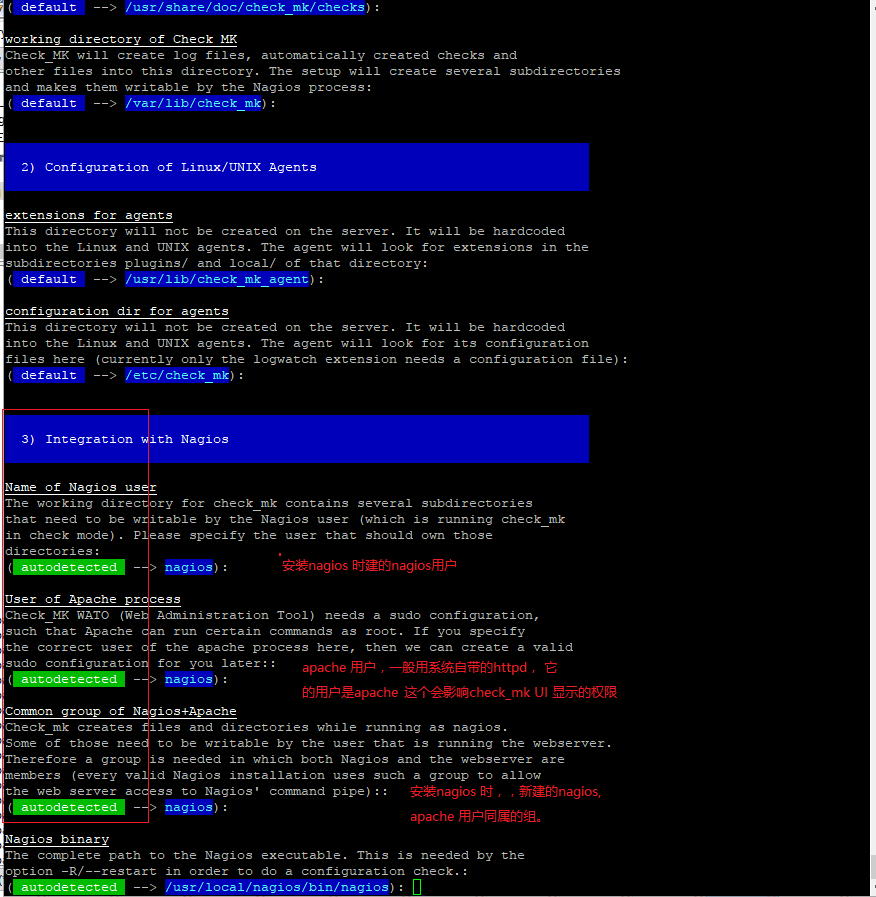 ( default --> /usr/share/doc/check_mk/checks):
working directory of Check MK
Check_MK will create log files, automatically created checks and
other files into this directory. The setup will create several subdirectories
and makes them writable by the Nagios process:
( default --> /var/lib/check_mk):
2) Configuration of Linux/UNIX Agents
extensions for agents
This directory will not be created on the server. It will be hardcoded
into the Linux and UNIX agents. The agent will look for extensions in the
subdirectories plugins/ and local/ of that directory:
( default --> /usr/lib/check_mk_agent):
configuration dir for agents
This directory will not be created on the server. It will be hardcoded
into the Linux and UNIX agents. The agent will look for its configuration
files here (currently only the logwatch extension needs a configuration file):
( default --> /etc/check_mk):
3) Integration with Nagios
Name of Nagios user
The working directory for check_mk contains several subdirectories
that need to be writable by the Nagios user (which is running check_mk
in check mode). Please specify the user that should own those
directories:
( autodetected --> nagios):
安装nagios 时建的nagios用户
User of Apache process
Check_MK WATO (Web Administration Tool) needs a sudo configuration,
such that Apache can run certain commands as root. If you specify
the correct user of the apache process here, then we can create a valid
sudo configuration for you later::
( autodetected --> nagios):
apache 用户，一般用系统自带的httpd ，它
的用户是apache 这个会影响check_mk UI 显示的权限
Common group of Nagios+Apache
Check_mk creates files and directories while running as nagios.
Some of those need to be writable by the user that is running the webserver.
Therefore a group is needed in which both Nagios and the webserver are
members (every valid Nagios installation uses such a group to allow
the web server access to Nagios' command pipe)::
( autodetected --> nagios):
安装nagios 时，，新建的nagios,
apache 用户同属的组。
Nagios binary
The complete path to the Nagios executable. This is needed by the
option -R/--restart in order to do a configuration check.:
( autodetected --> /usr/local/nagios/bin/nagios):